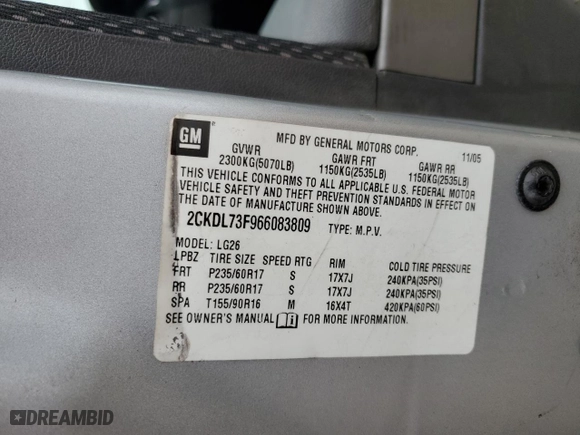 GM
MFD BY GENERAL MOTORS CORP. 11/05
GVWR GAWR FRT GAWR RR
2300KG(5070LB) 1150KG(2535LB) 1150KG(2535LB)
THIS VEHICLE CONFORMS TO ALL APPLICABLE U.S. FEDERAL MOTOR
VEHICLE SAFETY AND THEFT PREVENTION STANDARDS IN EFFECT ON
THE DATE OF MANUFACTURE SHOWN ABOVE.
2CKDL73F966083809 TYPE: M.P.V.
MODEL: LG26
LPBZ TIRE SIZE SPEED RTG RIM COLD TIRE PRESSURE
FRT P235/60R17 S 17X7J 240KPA(35PSI)
RR P235/60R17 S 17X7J 240KPA(35PSI)
SPA T155/90R16 M 16X4T 420KPA(60PSI)
SEE OWNER'S MANUAL FOR MORE INFORMATION.
DREAMBID